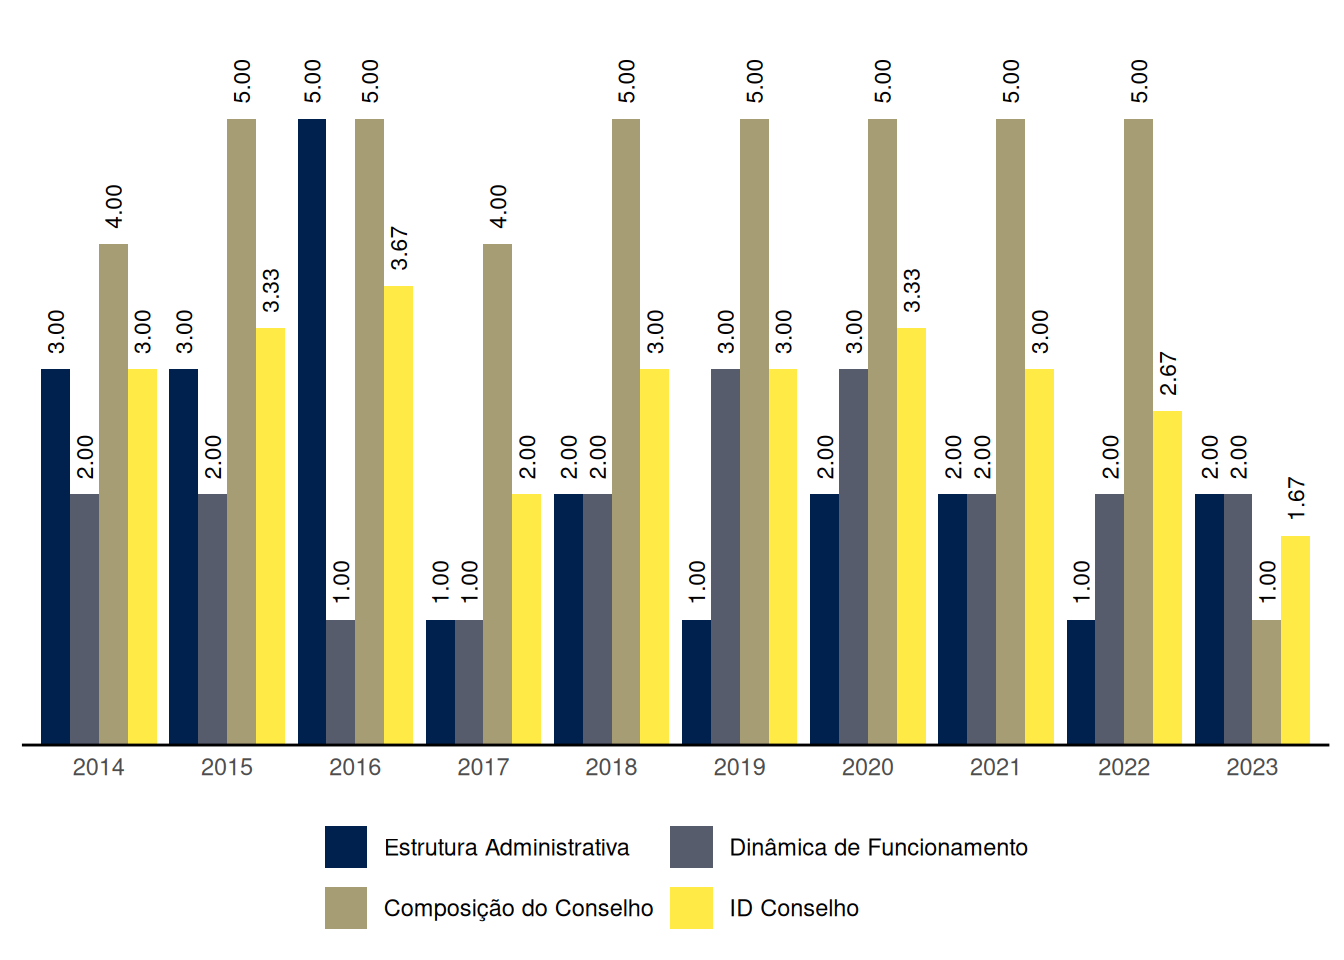 3.00 2.00 4.00 3.00 3.00 2.00 5.00 3.33 5.00 1.00 5.00 3.67 1.00 1.00 4.00 2.00 2.00 2.00 5.00 3.00 1.00 3.00 5.00 3.00 2.00 3.00 5.00 3.33 2.00 2.00 5.00 3.00 1.00 2.00 5.00 2.67 2.00 2.00 1.00 1.67
2014 2015 2016 2017 2018 2019 2020 2021 2022 2023
Estrutura Administrativa Dinâmica de Funcionamento
Composição do Conselho ID Conselho